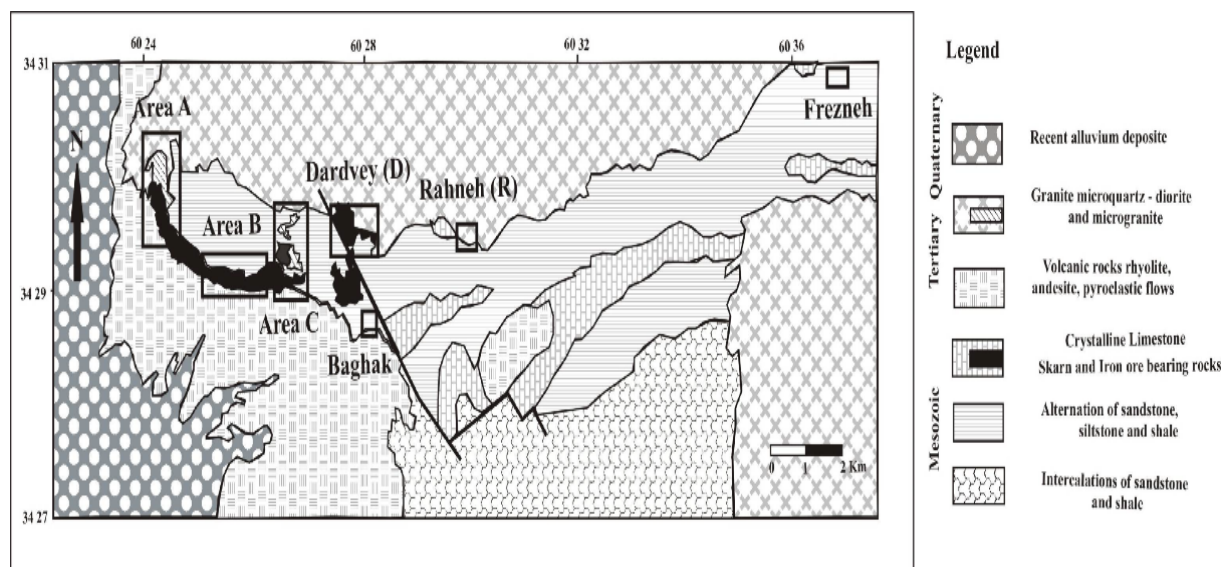 60 24
60 28
60 32
60 36
34 31
34 29
34 27
N
Area A
Area B
Area C
Dardvey (D)
Rahneh (R)
Baghak
Frezneh
0 1 2 Km
Legend
Quaternary
Tertiary
Mesozoic
Recent alluvium deposite
Granite microquartz - diorite
and microgranite
Volcanic rocks rhyolite,
andesite, pyroclastic flows
Crystalline Limestone
Skarn and Iron ore bearing rocks
Alternation of sandstone,
siltstone and shale
Intercalations of sandstone
and shale